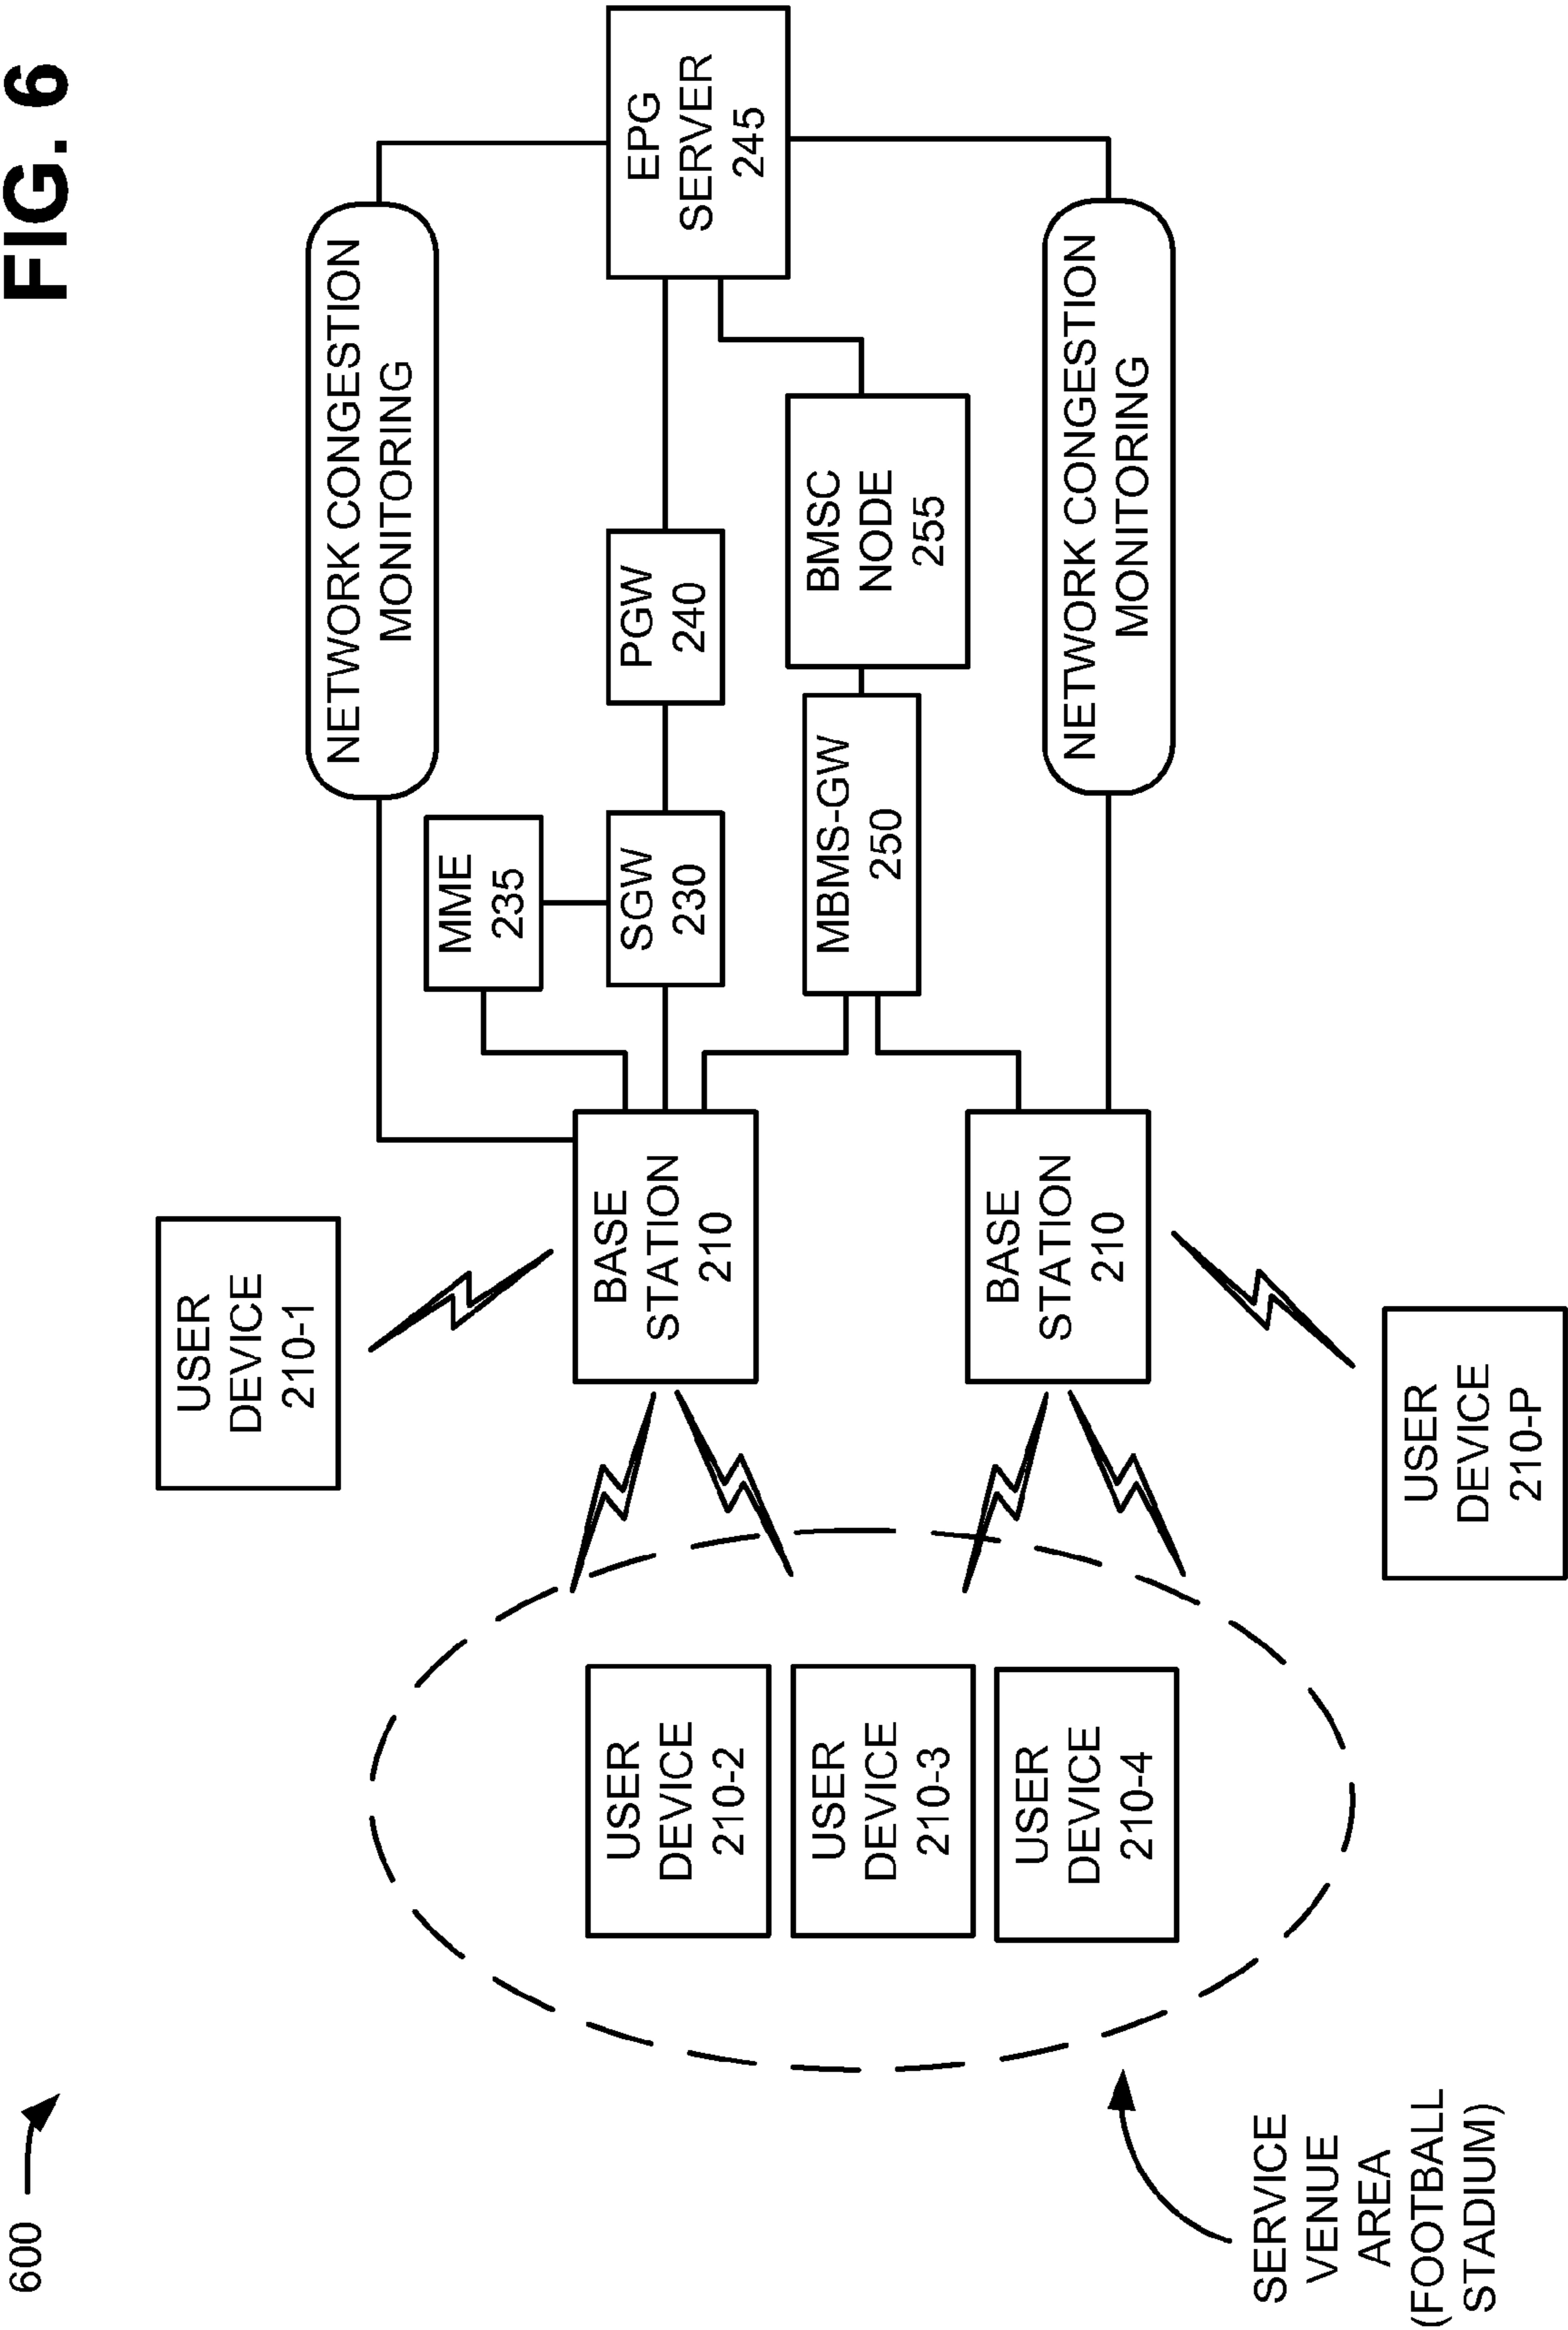 FIG. 6
600
NETWORK CONGESTION
MONITORING
USER
DEVICE
210-1
MME
235
EPG
SERVER
245
BASE
STATION
210
SGW
230
PGW
240
USER
DEVICE
210-2
USER
DEVICE
210-3
USER
DEVICE
210-4
MBMS-GW
250
BMSC
NODE
255
BASE
STATION
210
NETWORK CONGESTION
MONITORING
SERVICE
VENUE
AREA
(FOOTBALL
STADIUM)
USER
DEVICE
210-P